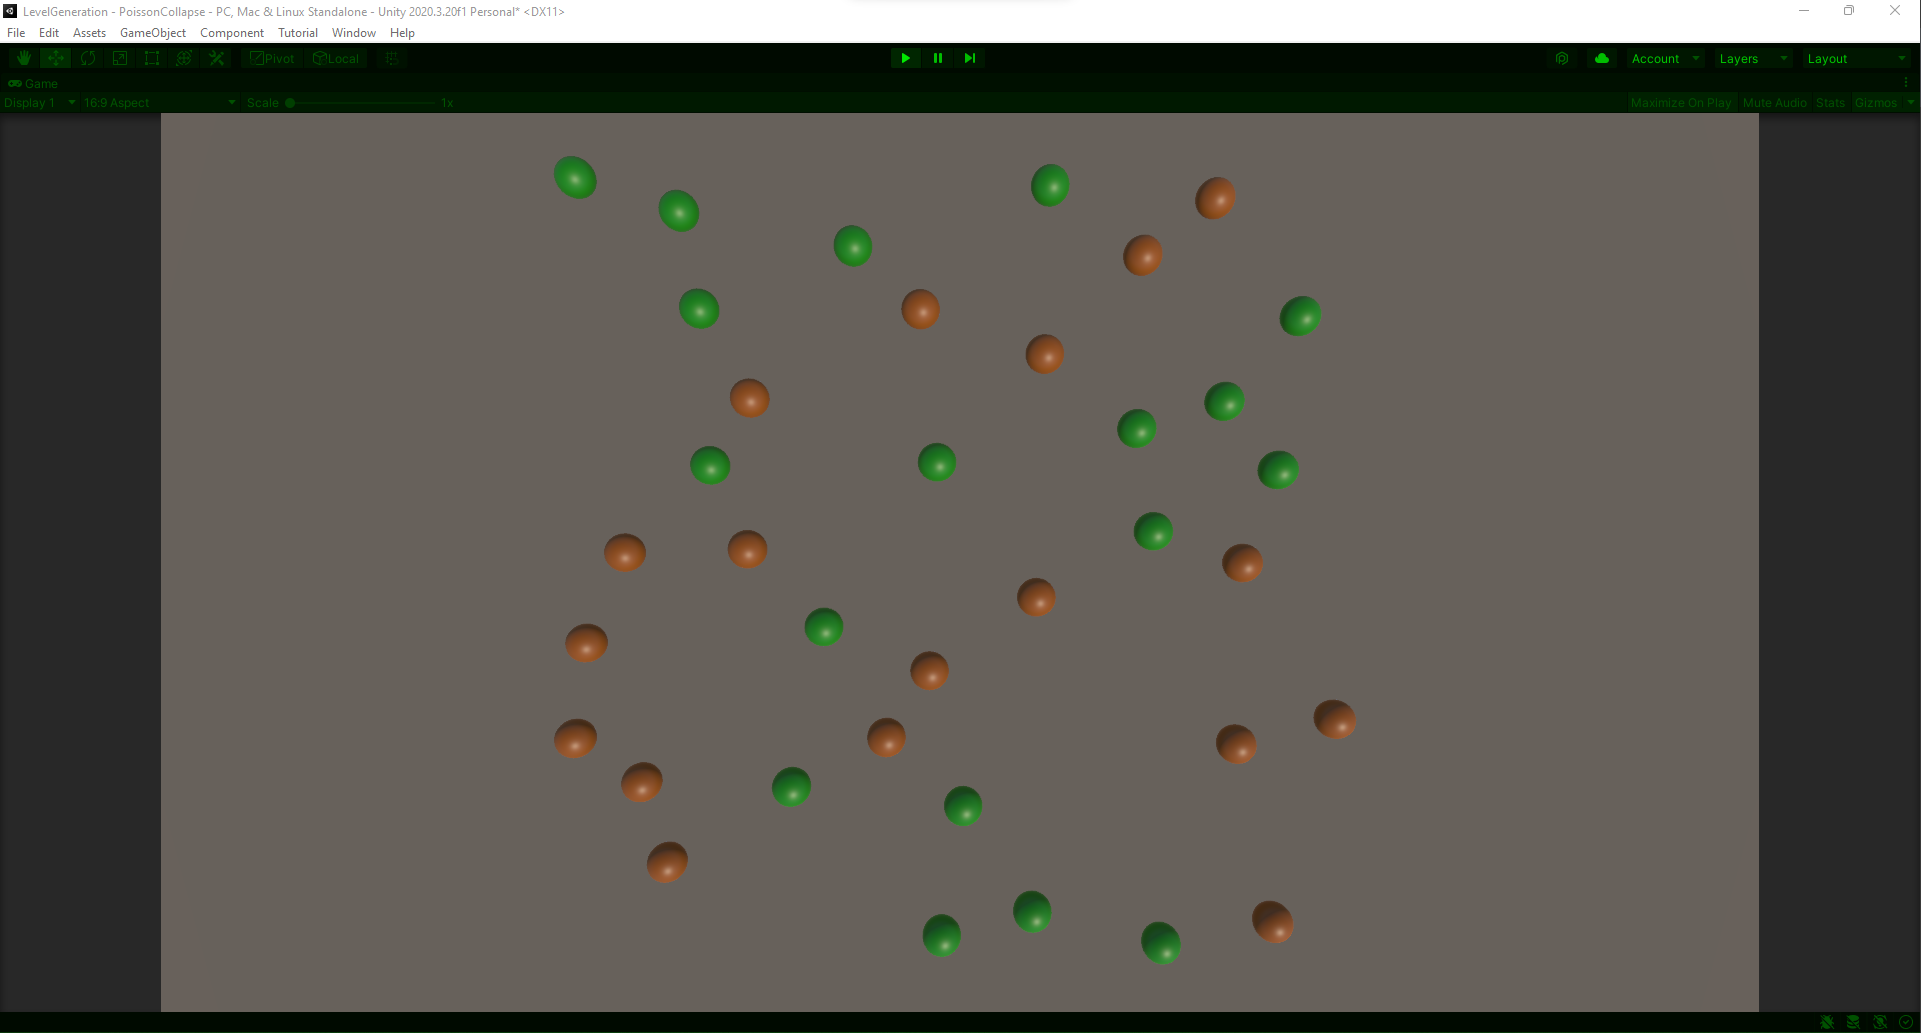 LevelGeneration - PoissonCollapse - PC, Mac & Linux Standalone - Unity 2020.3.20f1 Personal* <DX11>
File Edit Assets GameObject Component Tutorial Window Help
Pivot Local Account Layers Layout
Game
Display 1 16:9 Aspect Scale 1x Maximize On Play Mute Audio Stats Gizmos